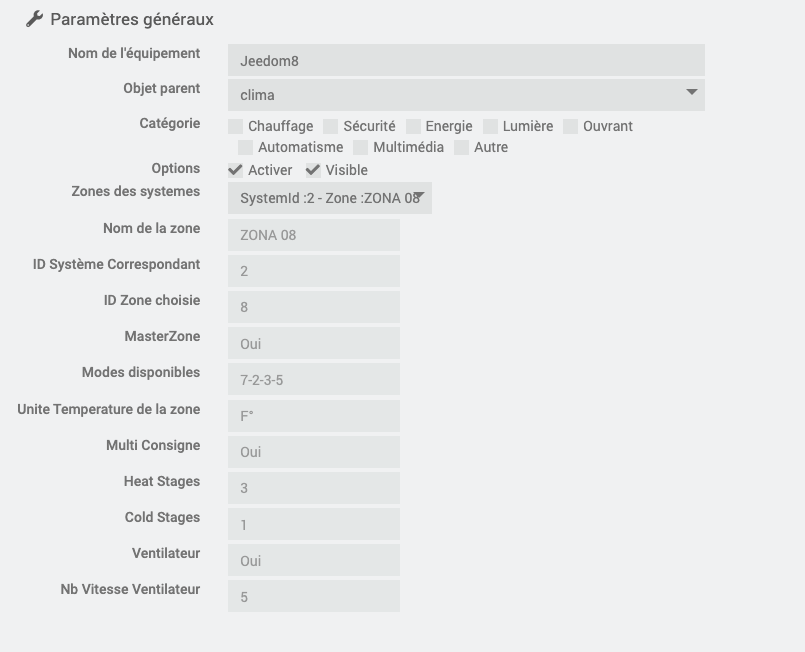 Paramètres généraux
Nom de l'équipement Jeedom8
Objet parent clima
Catégorie Chauffage Sécurité Energie Lumière Ouvrant
Automatisme Multimédia Autre
Options Activer Visible
Zones des systemes SystemId :2 - Zone :ZONA 08
Nom de la zone ZONA 08
ID Système Correspondant 2
ID Zone choisie 8
MasterZone Oui
Modes disponibles 7-2-3-5
Unite Temperature de la zone F°
Multi Consigne Oui
Heat Stages 3
Cold Stages 1
Ventilateur Oui
Nb Vitesse Ventilateur 5